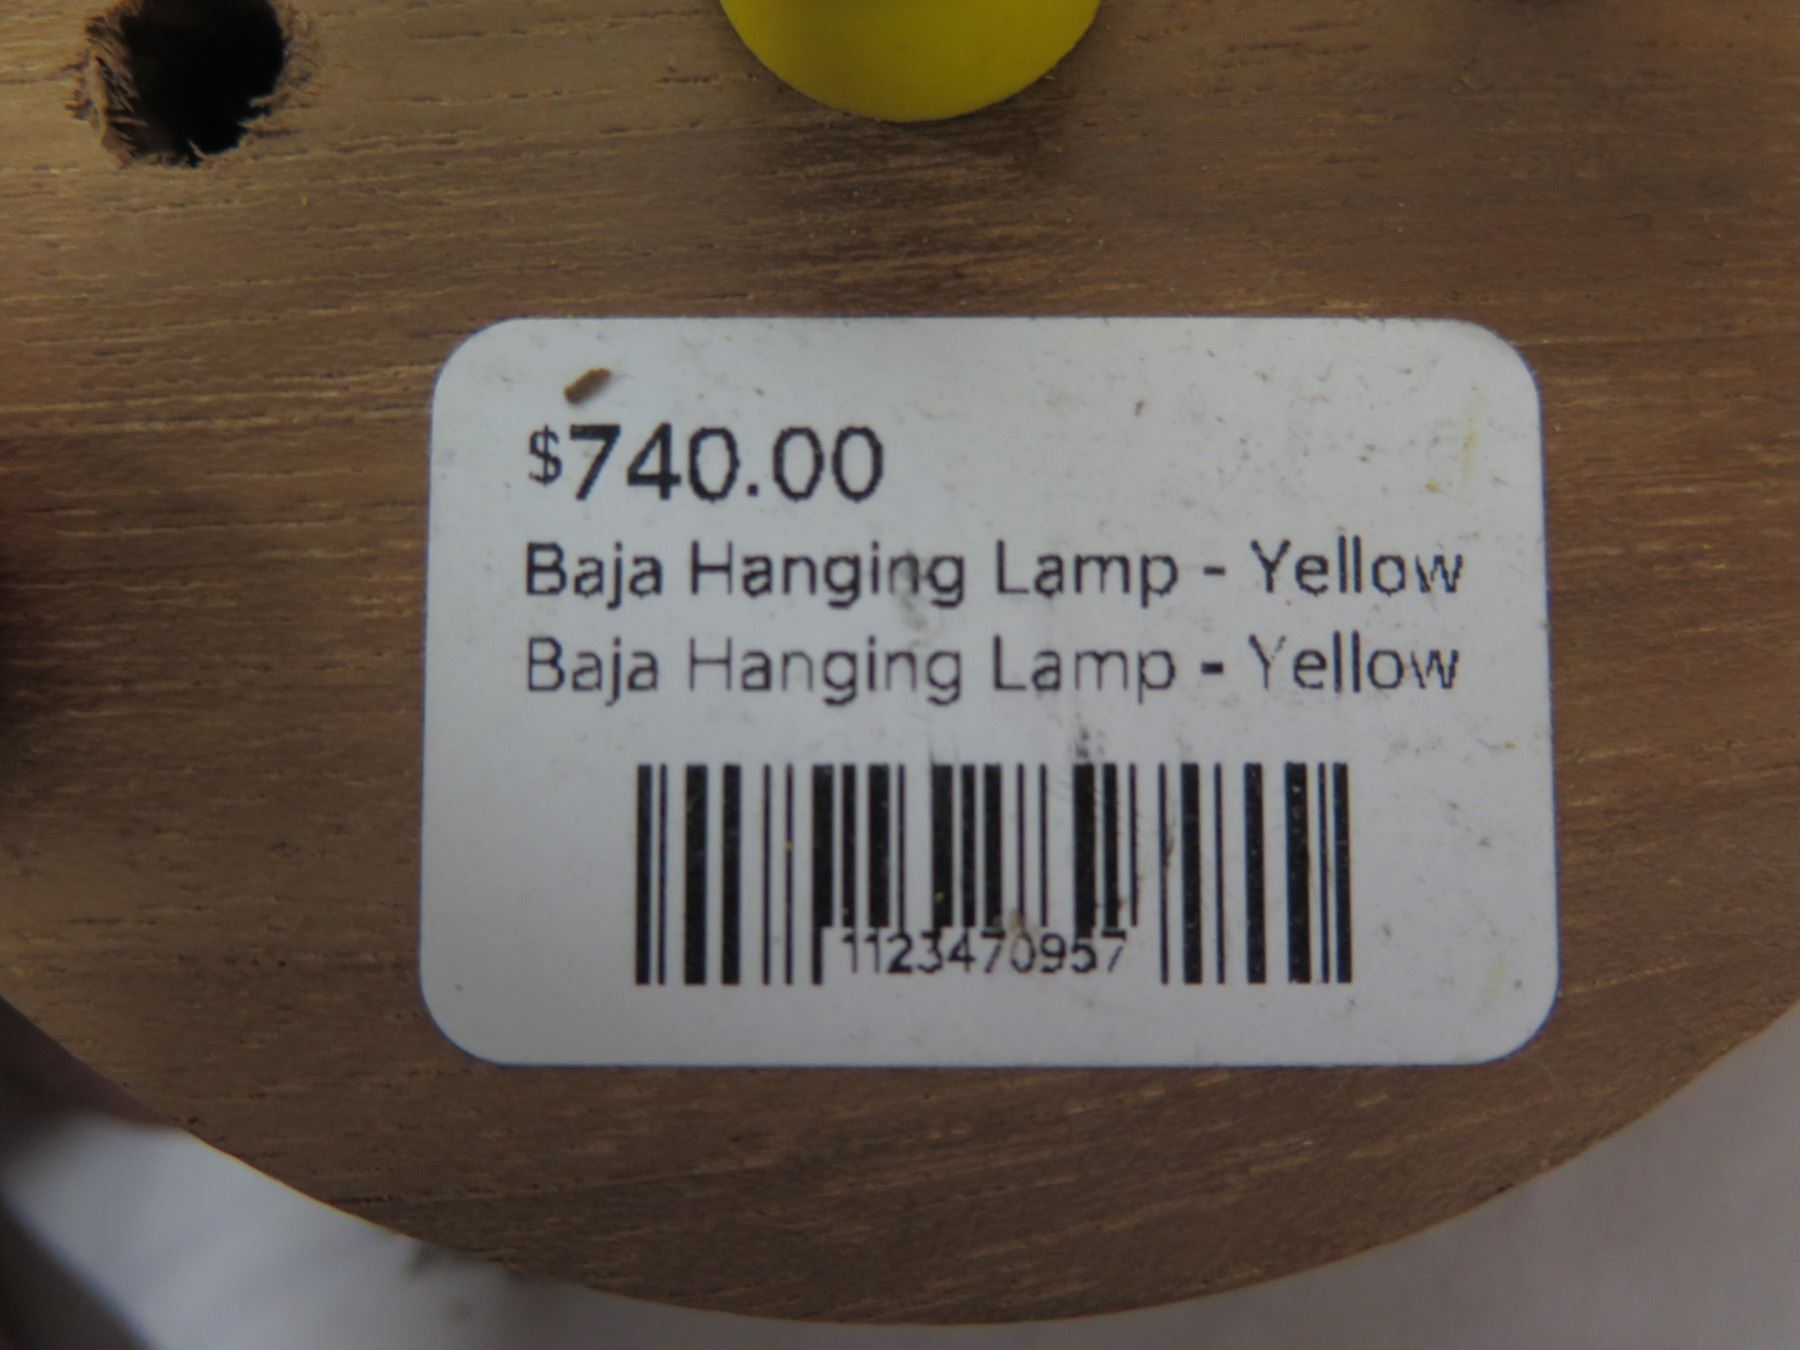 $740.00
Baja Hanging Lamp - Yellow
Baja Hanging Lamp - Yellow
1123470957